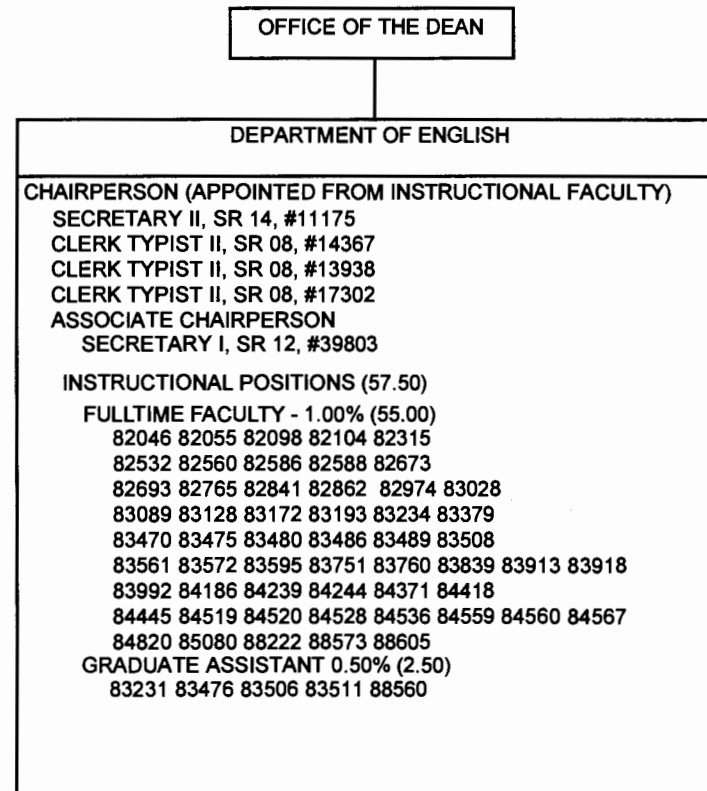 OFFICE OF THE DEAN
DEPARTMENT OF ENGLISH
CHAIRPERSON (APPOINTED FROM INSTRUCTIONAL FACULTY)
SECRETARY II, SR 14, #11175
CLERK TYPIST II, SR 08, #14367
CLERK TYPIST II, SR 08, #13938
CLERK TYPIST II, SR 08, #17302
ASSOCIATE CHAIRPERSON
SECRETARY I, SR 12, #39803
INSTRUCTIONAL POSITIONS (57.50)
FULLTIME FACULTY - 1.00% (55.00)
82046 82055 82098 82104 82315
82532 82560 82586 82588 82673
82693 82765 82841 82862 82974 83028
83089 83128 83172 83193 83234 83379
83470 83475 83480 83486 83489 83508
83561 83572 83595 83751 83760 83839 83913 83918
83992 84186 84239 84244 84371 84418
84445 84519 84520 84528 84536 84559 84560 84567
84820 85080 88222 88573 88605
GRADUATE ASSISTANT 0.50% (2.50)
83231 83476 83506 83511 88560